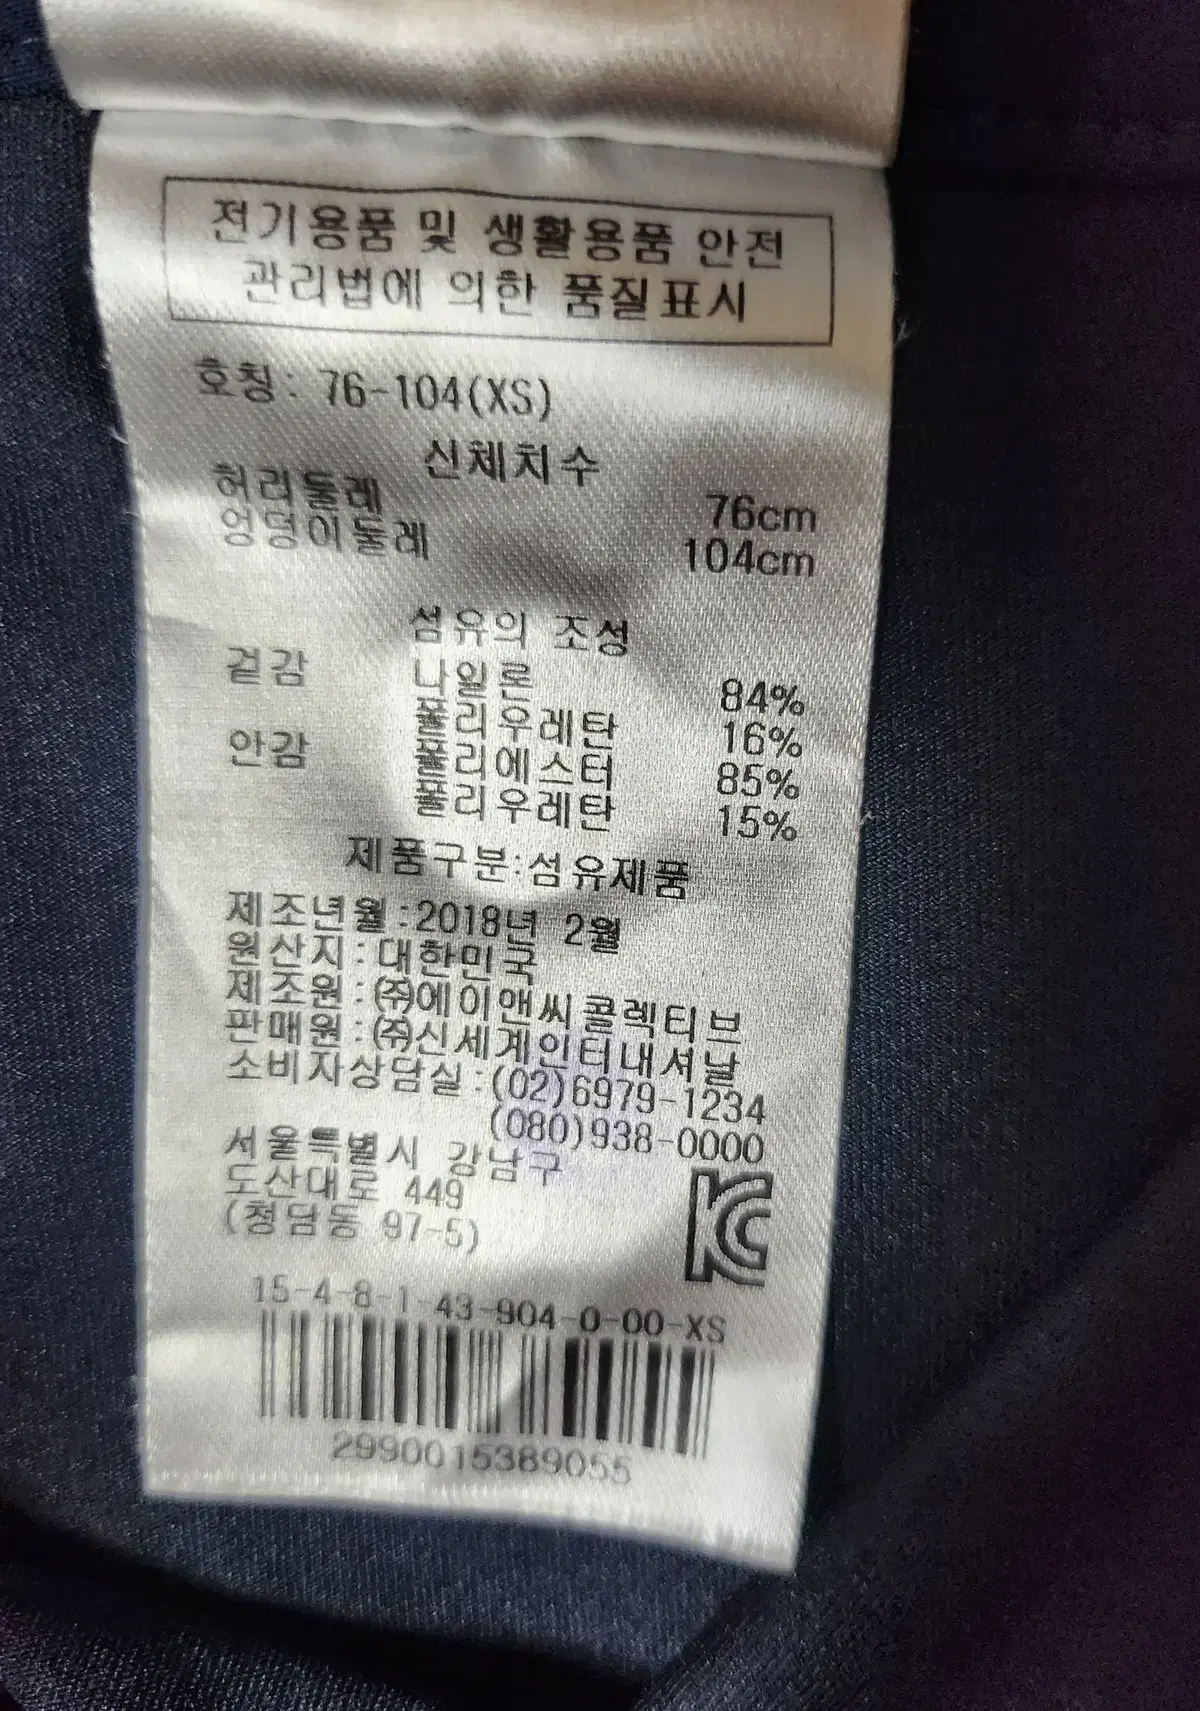 전기용품 및 생활용품 안전
관리법에 의한 품질표시
호칭: 76-104(XS)
신체치수
허리둘레 76cm
엉덩이둘레 104cm
섬유의 조성
겉감 나일론 84%
폴리우레탄 16%
안감 폴리에스터 85%
폴리우레탄 15%
제품구분:섬유제품
제조년월:2018년 2월
원산지:대한민국
제조원:㈜에이앤씨콜렉티브
판매원:㈜신세계인터내셔날
소비자상담실:(02)6979-1234
(080)938-0000
서울특별시 강남구
도산대로 449
(청담동 97-5)
KC
15-4-8-1-43-904-0-00-XS
2990015389055